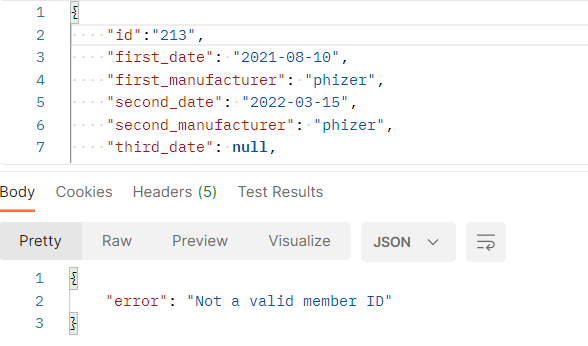 1 {
2 "id":"213",
3 "first_date": "2021-08-10",
4 "first_manufacturer": "phizer",
5 "second_date": "2022-03-15",
6 "second_manufacturer": "phizer",
7 "third_date": null,
Body Cookies Headers (5) Test Results
Pretty Raw Preview Visualize JSON
1 {
2 "error": "Not a valid member ID"
3 }